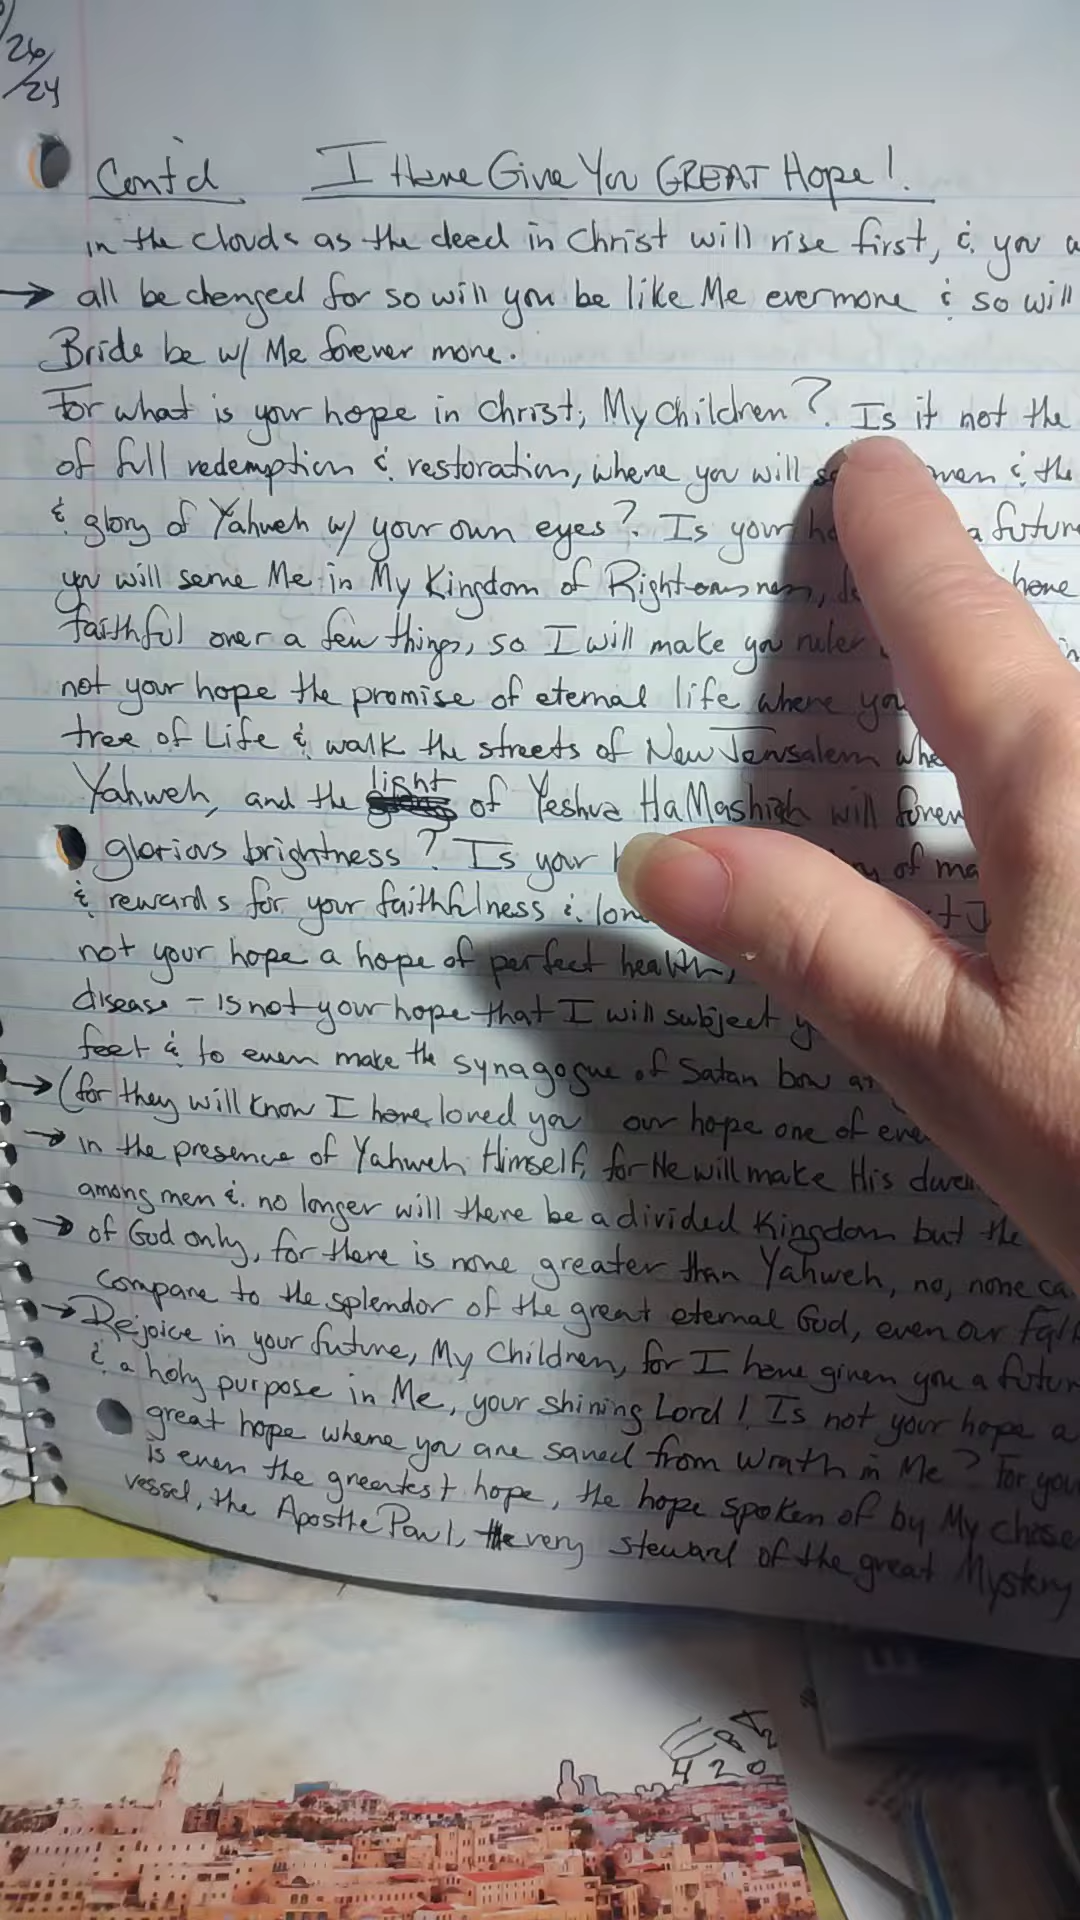 26/24
Cont'd I Have Give You GREAT Hope!
in the clouds as the dead in Christ will rise first, & you
→ all be changed for so will you be like Me evermore & so will
Bride be w/ Me forever more.
For what is your hope in Christ, My Children? Is it not the
of full redemption & restoration, where you will & the
& glory of Yahweh w/ your own eyes? Is your a future
you will serve Me in My Kingdom of Righteousness,
faithful over a few things, so I will make you ruler
not your hope the promise of eternal life where you
tree of Life & walk the streets of New Jerusalem
Yahweh, and the light of Yeshua HaMashiach will
glorious brightness? Is your of
& rewards for your faithfulness &
not your hope a hope of perfect health,
disease - is not your hope that I will subject
feet & to even make the synagogue of Satan bow
→ (for they will know I have loved you our hope one of
→ in the presence of Yahweh Himself, for He will make His
among men & no longer will there be a divided Kingdom but the
→ of God only, for there is none greater than Yahweh, no, none
compare to the splendor of the great eternal God, even our
→ Rejoice in your future, My Children, for I have given you a
& a holy purpose in Me, your shining Lord! Is not your hope a
great hope where you are saved from wrath in Me? For
is even the greatest hope, the hope spoken of by My
vessel, the Apostle Paul, the very steward of the great Mystery
420